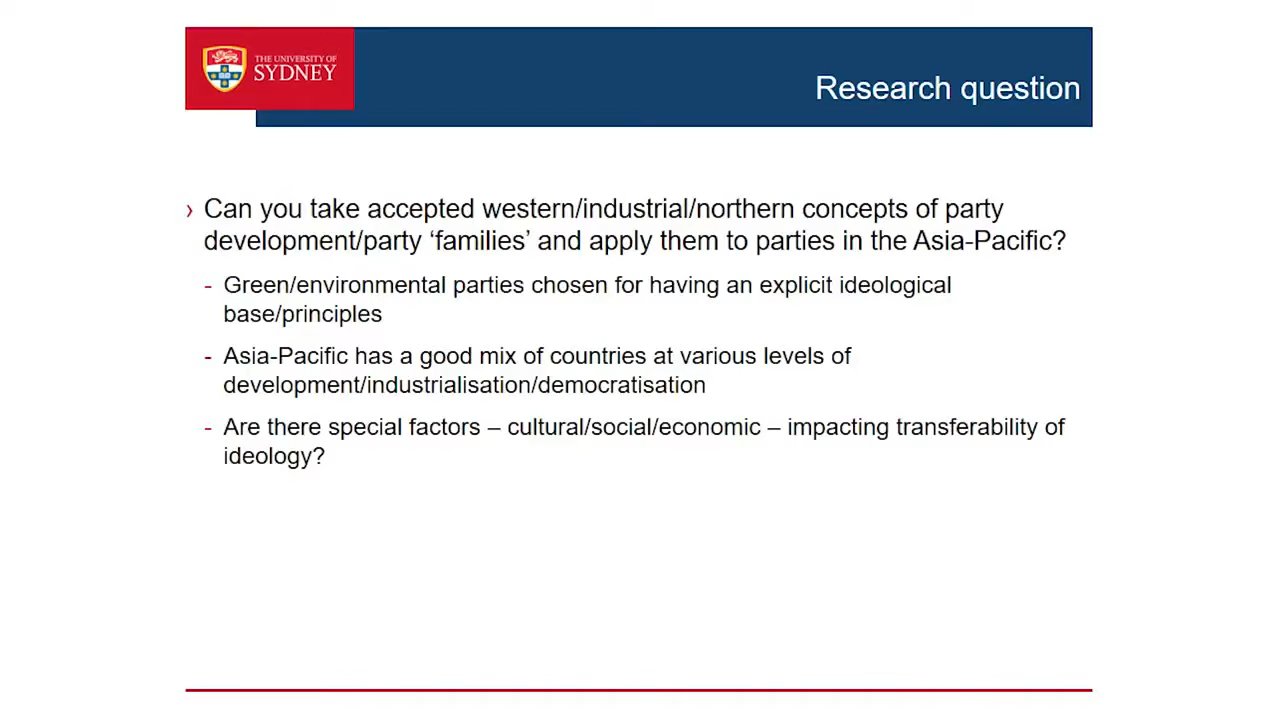 THE UNIVERSITY OF
SYDNEY
Research question
› Can you take accepted western/industrial/northern concepts of party
development/party ‘families’ and apply them to parties in the Asia-Pacific?
- Green/environmental parties chosen for having an explicit ideological
base/principles
- Asia-Pacific has a good mix of countries at various levels of
development/industrialisation/democratisation
- Are there special factors – cultural/social/economic – impacting transferability of
ideology?